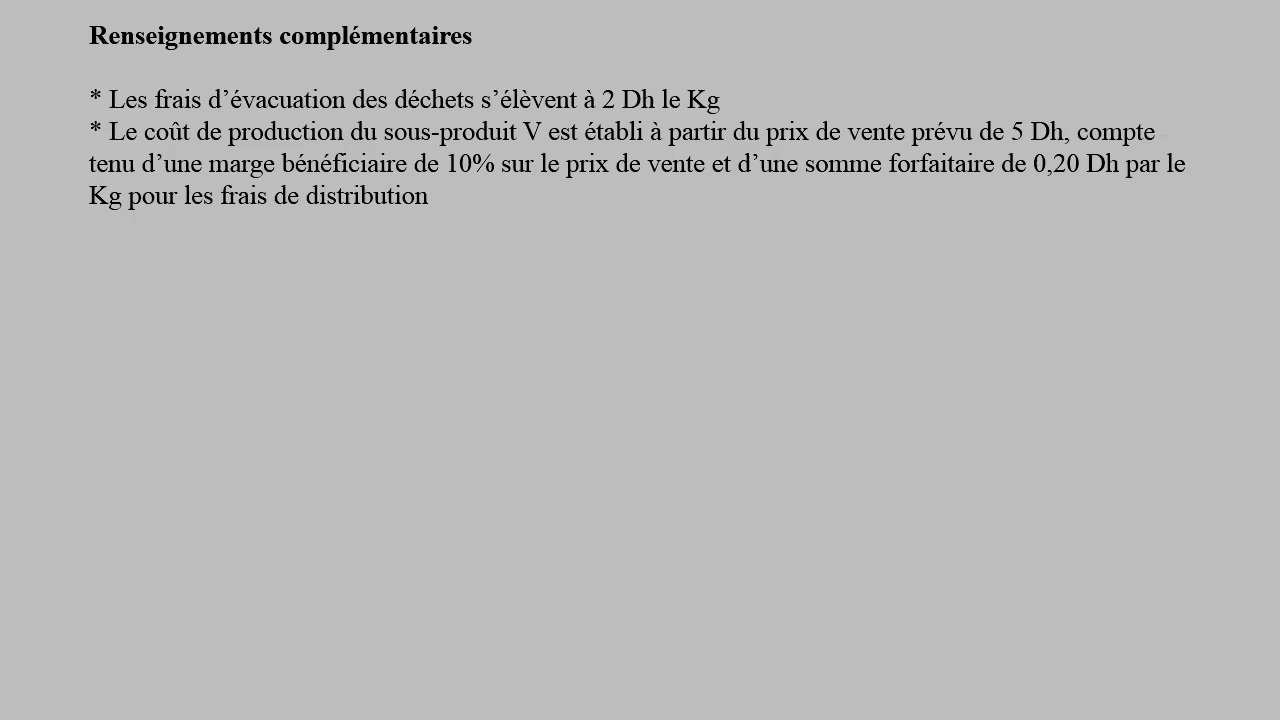 Renseignements complémentaires
* Les frais d’évacuation des déchets s’élèvent à 2 Dh le Kg
* Le coût de production du sous-produit V est établi à partir du prix de vente prévu de 5 Dh, compte
tenu d’une marge bénéficiaire de 10% sur le prix de vente et d’une somme forfaitaire de 0,20 Dh par le
Kg pour les frais de distribution